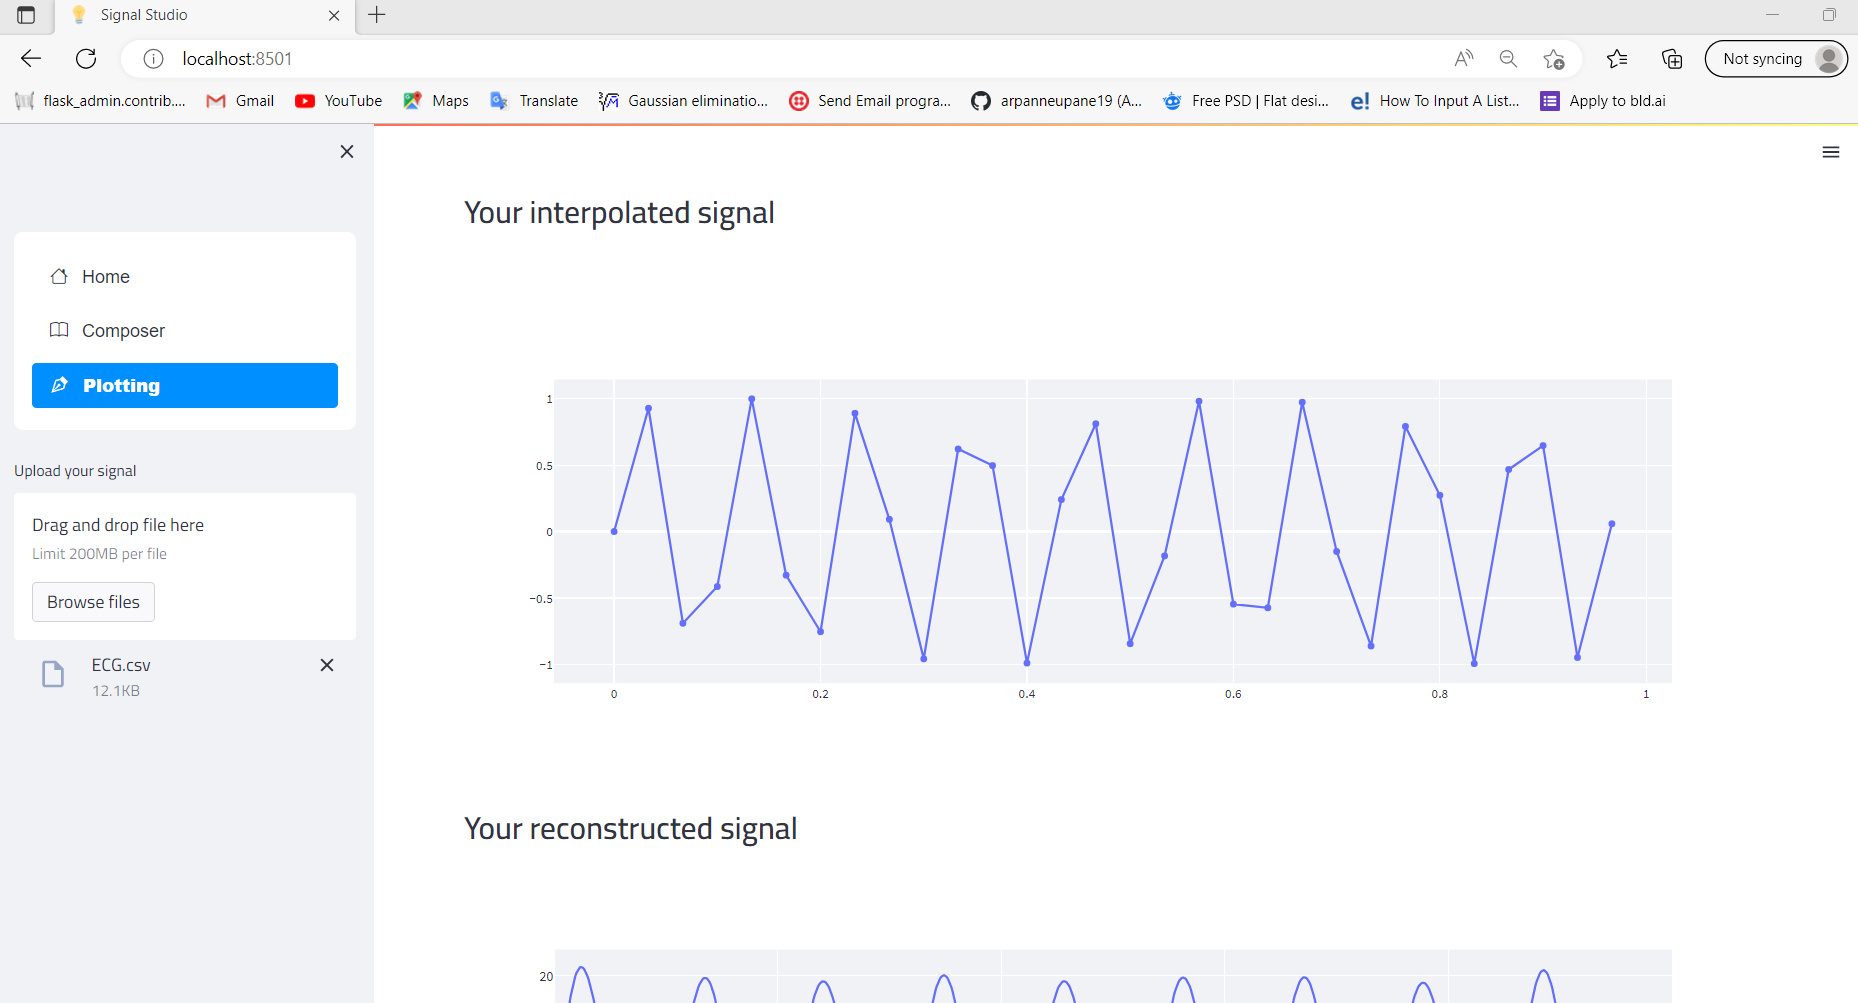 Signal Studio
localhost:8501
Not syncing
flask_admin.contrib....
Gmail
YouTube
Maps
Translate
Gaussian eliminatio...
Send Email progra...
arpanneupane19 (A...
Free PSD | Flat desi...
How To Input A List...
Apply to bld.ai
Home
Composer
Plotting
Upload your signal
Drag and drop file here
Limit 200MB per file
Browse files
ECG.csv
12.1KB
Your interpolated signal
1
0.5
0
−0.5
−1
0 0.2 0.4 0.6 0.8 1
Your reconstructed signal
20